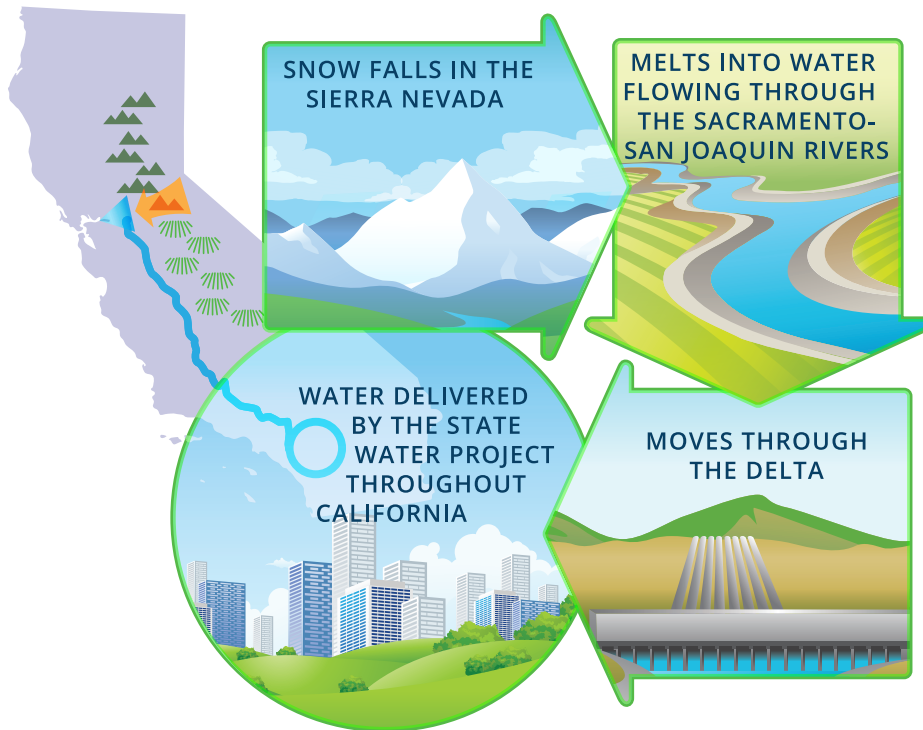 SNOW FALLS IN THE
SIERRA NEVADA
MELTS INTO WATER
FLOWING THROUGH
THE SACRAMENTO-
SAN JOAQUIN RIVERS
MOVES THROUGH
THE DELTA
WATER DELIVERED
BY THE STATE
WATER PROJECT
THROUGHOUT
CALIFORNIA